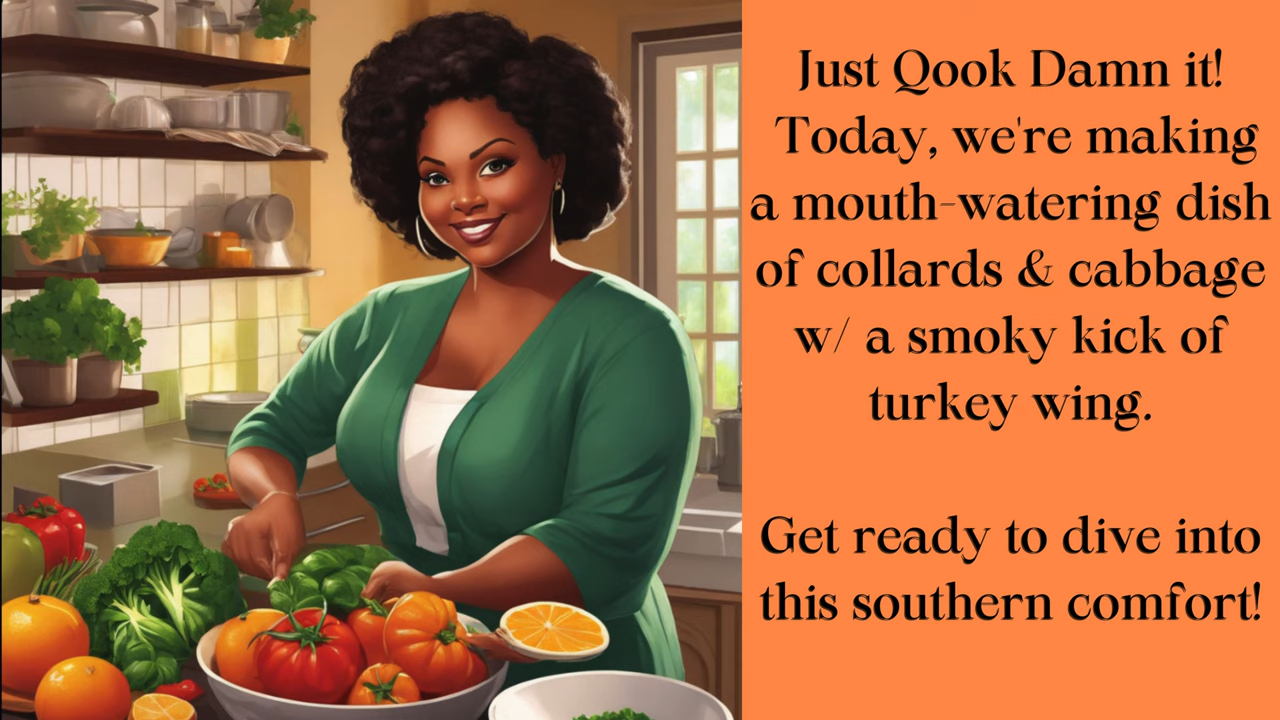 Just Qook Damn it!
Today, we're making
a mouth-watering dish
of collards & cabbage
w/ a smoky kick of
turkey wing.
Get ready to dive into
this southern comfort!